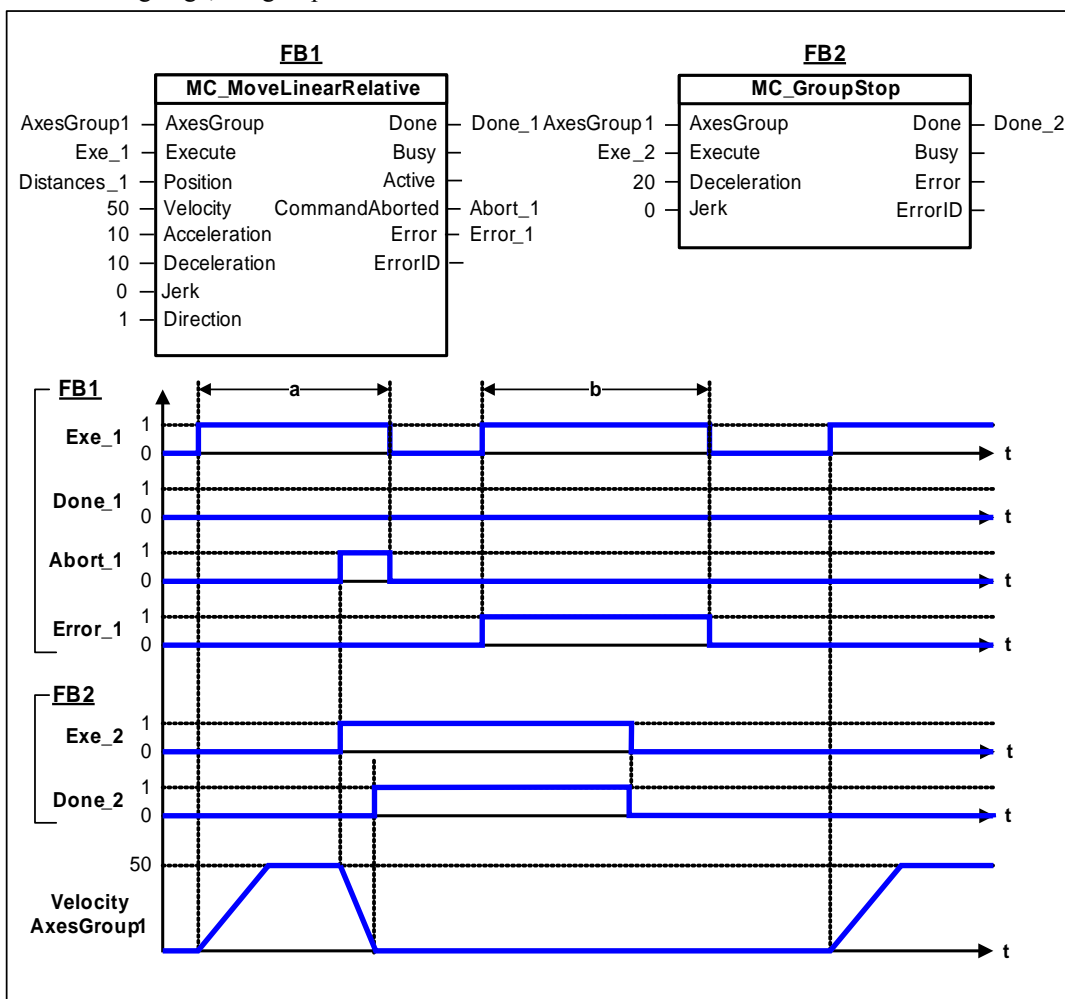 FB1
FB2
MC_MoveLinearRelative
MC_GroupStop
AxesGroup1 AxesGroup Done Done_1 AxesGroup1 AxesGroup Done Done_2
Exe_1 Execute Busy Exe_2 Execute Busy
Distances_1 Position Active 20 Deceleration Error
50 Velocity CommandAborted Abort_1 0 Jerk ErrorID
10 Acceleration Error Error_1
10 Deceleration ErrorID
0 Jerk
1 Direction
FB1 a b
Exe_1 1
0 t
Done_1 1
0 t
Abort_1 1
0 t
Error_1 1
0 t
FB2
Exe_2 1
0 t
Done_2 1
0 t
50
Velocity
AxesGroup1
t